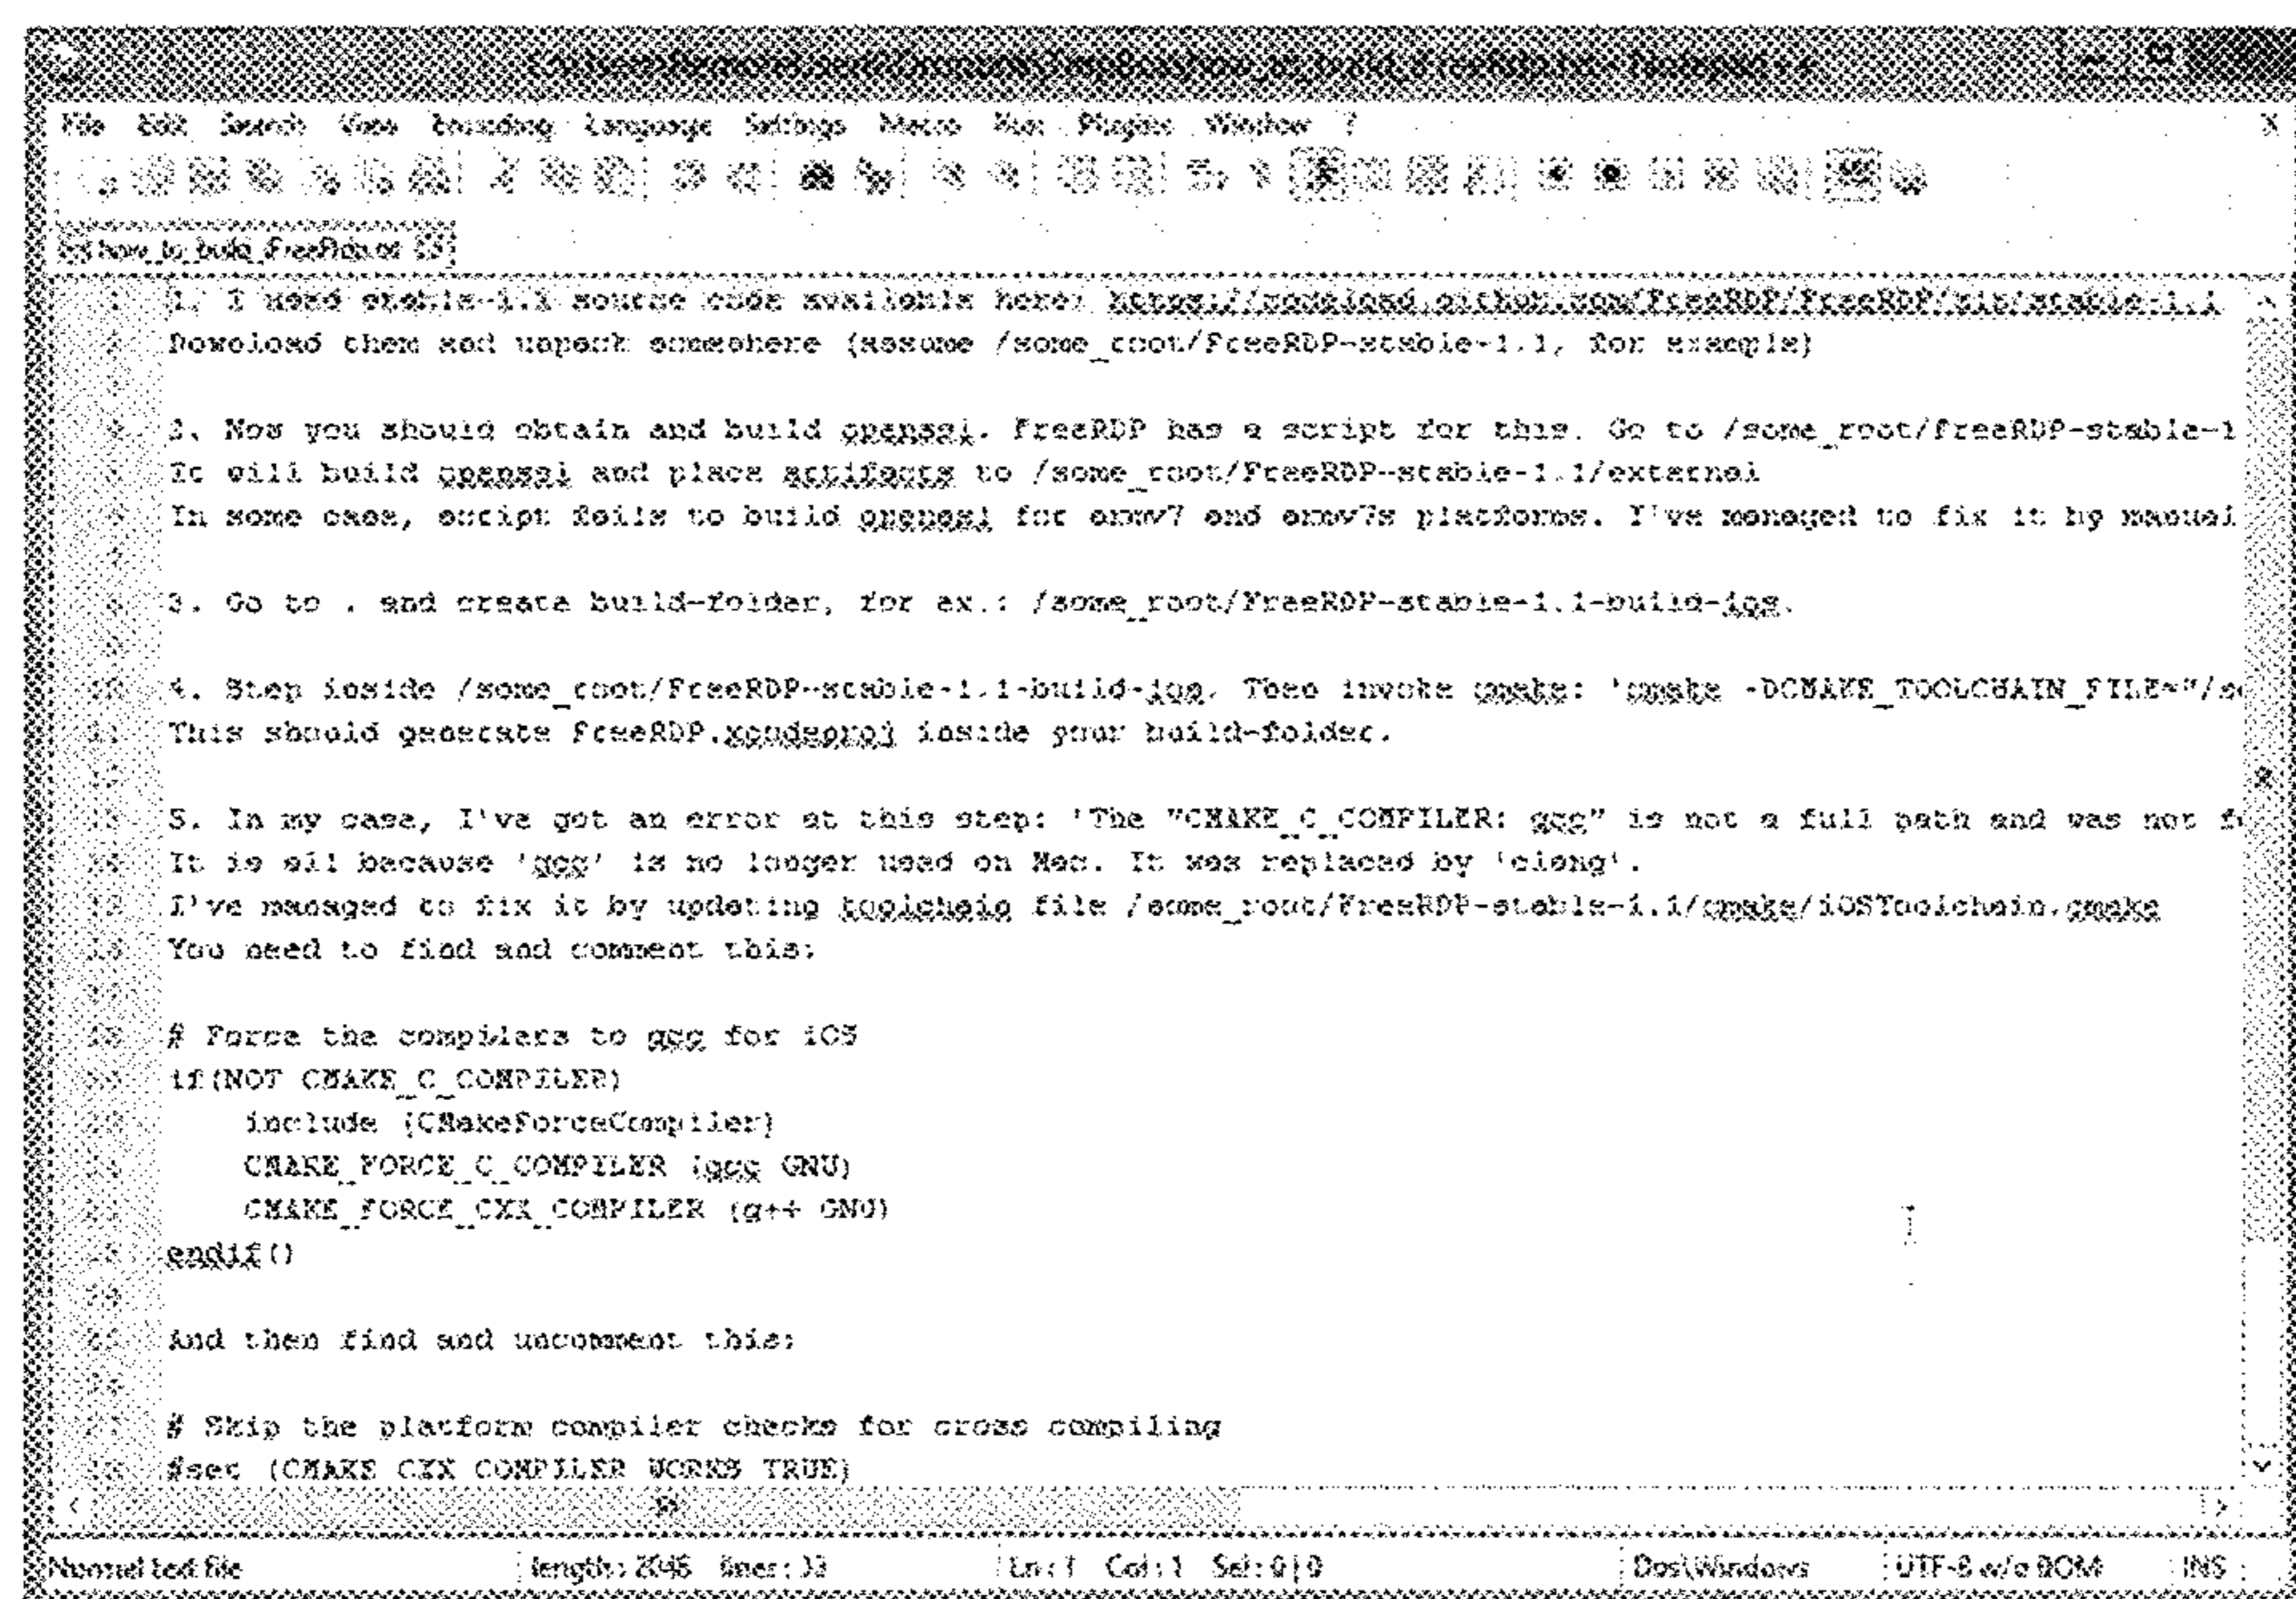 File Edit Search View Encoding Language Settings Macro Run Plugins Window ? X
1. I used stable-1.1 source code available here: https://codeload.github.com/FreeRDP/FreeRDP/zip/stable-1.1
Download them and unpack somewhere (assume /some_root/FreeRDP-stable-1.1, for example)
2. Now you should obtain and build openssl. FreeRDP has a script for this. Go to /some_root/FreeRDP-stable-1
It will build openssl and place artifacts to /some_root/FreeRDP-stable-1.1/external
In some case, script fails to build openssl for armv7 and armv7s platforms. I've managed to fix it by manual
3. Go to . and create build-folder, for ex.: /some_root/FreeRDP-stable-1.1-build-ios.
4. Step inside /some_root/FreeRDP-stable-1.1-build-ios. Then invoke cmake: 'cmake -DCMAKE_TOOLCHAIN_FILE="/so
This should generate FreeRDP.xcodeproj inside your build-folder.
5. In my case, I've got an error at this step: 'The "CMAKE_C_COMPILER: gcc" is not a full path and was not fo
It is all because 'gcc' is no longer used on Mac. It was replaced by 'clang'.
I've managed to fix it by updating toolchain file /some_root/FreeRDP-stable-1.1/cmake/iOSToolchain.cmake
You need to find and comment this:
# Force the compilers to gcc for iOS
if(NOT CMAKE_C_COMPILER)
include (CMakeForceCompiler)
CMAKE_FORCE_C_COMPILER (gcc GNU)
CMAKE_FORCE_CXX_COMPILER (g++ GNU)
endif()
And then find and uncomment this:
# Skip the platform compiler checks for cross compiling
#set (CMAKE_CXX_COMPILER_WORKS TRUE)
Normal text file length: 2046 lines: 33 Ln: 1 Col: 1 Sel: 0|0 Dos\Windows UTF-8 w/o BOM INS